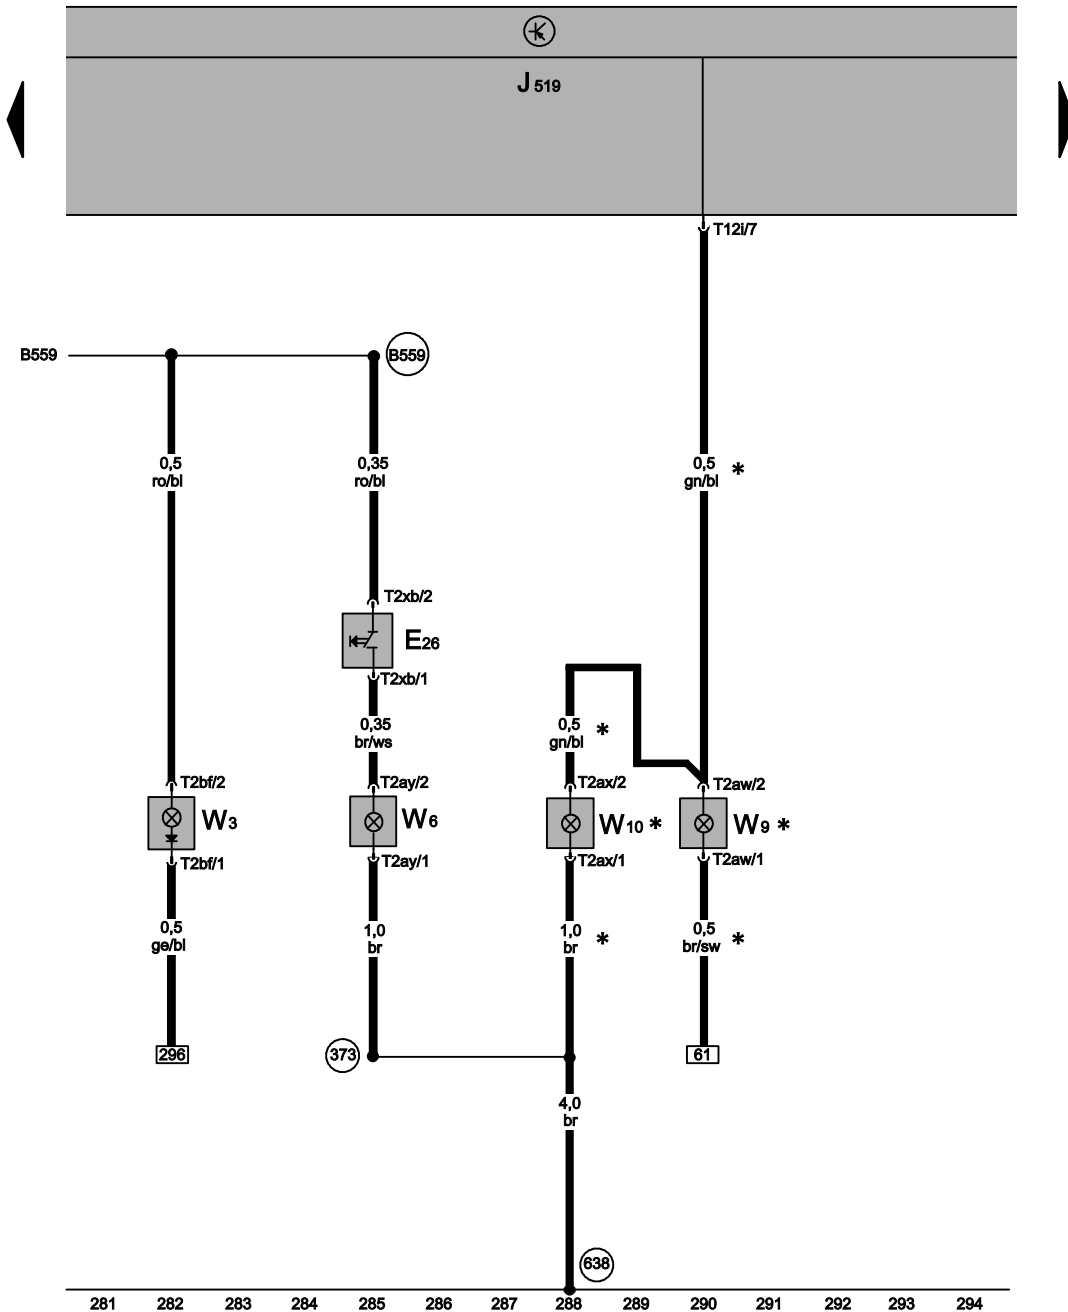 J 519
T12i/7
B559
B559
0,5
ro/bl
0,35
ro/bl
0,5
gn/bl *
T2xb/2
E26
T2xb/1
0,35
br/ws
0,5
gn/bl *
T2bf/2
T2ay/2
T2ax/2
T2aw/2
W3
W6
W10 *
W9 *
T2bf/1
T2ay/1
T2ax/1
T2aw/1
0,5
ge/bl
1,0
br
1,0
br *
0,5
br/sw *
296
373
61
4,0
br
638
281 282 283 284 285 286 287 288 289 290 291 292 293 294